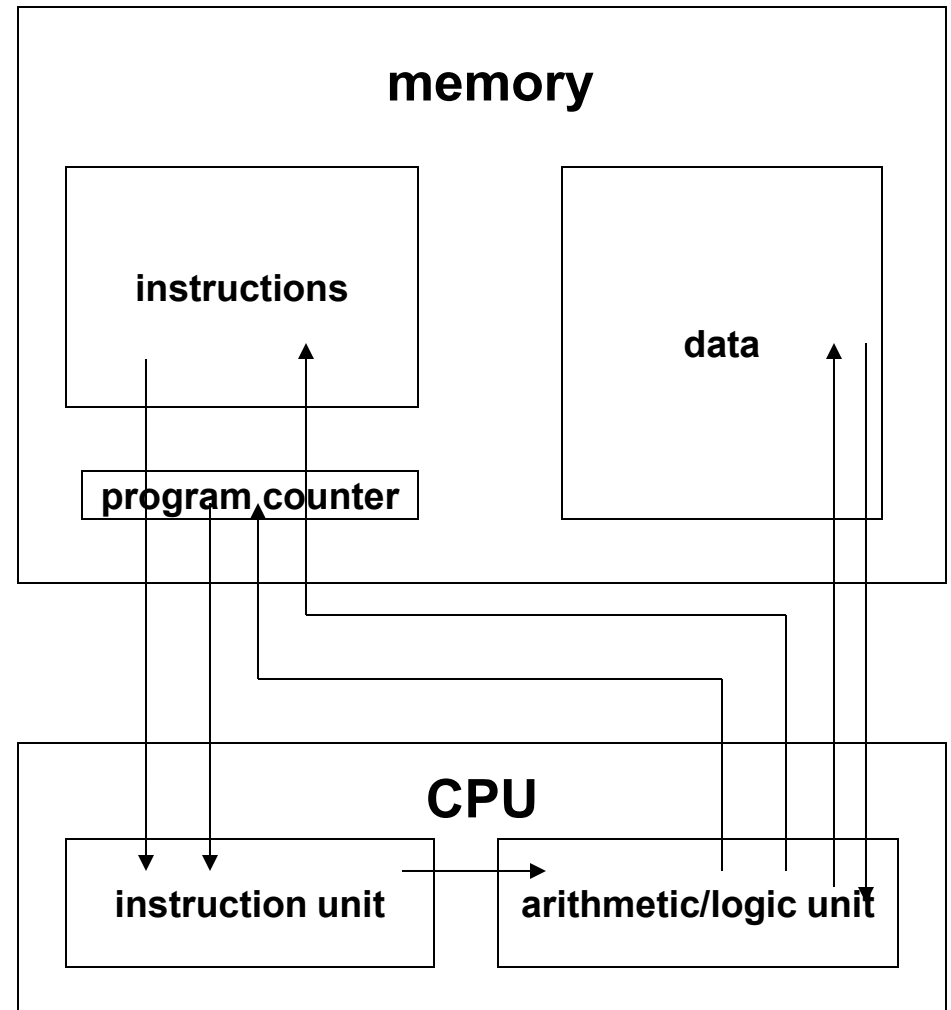 memory
instructions
data
program counter
CPU
instruction unit
arithmetic/logic unit